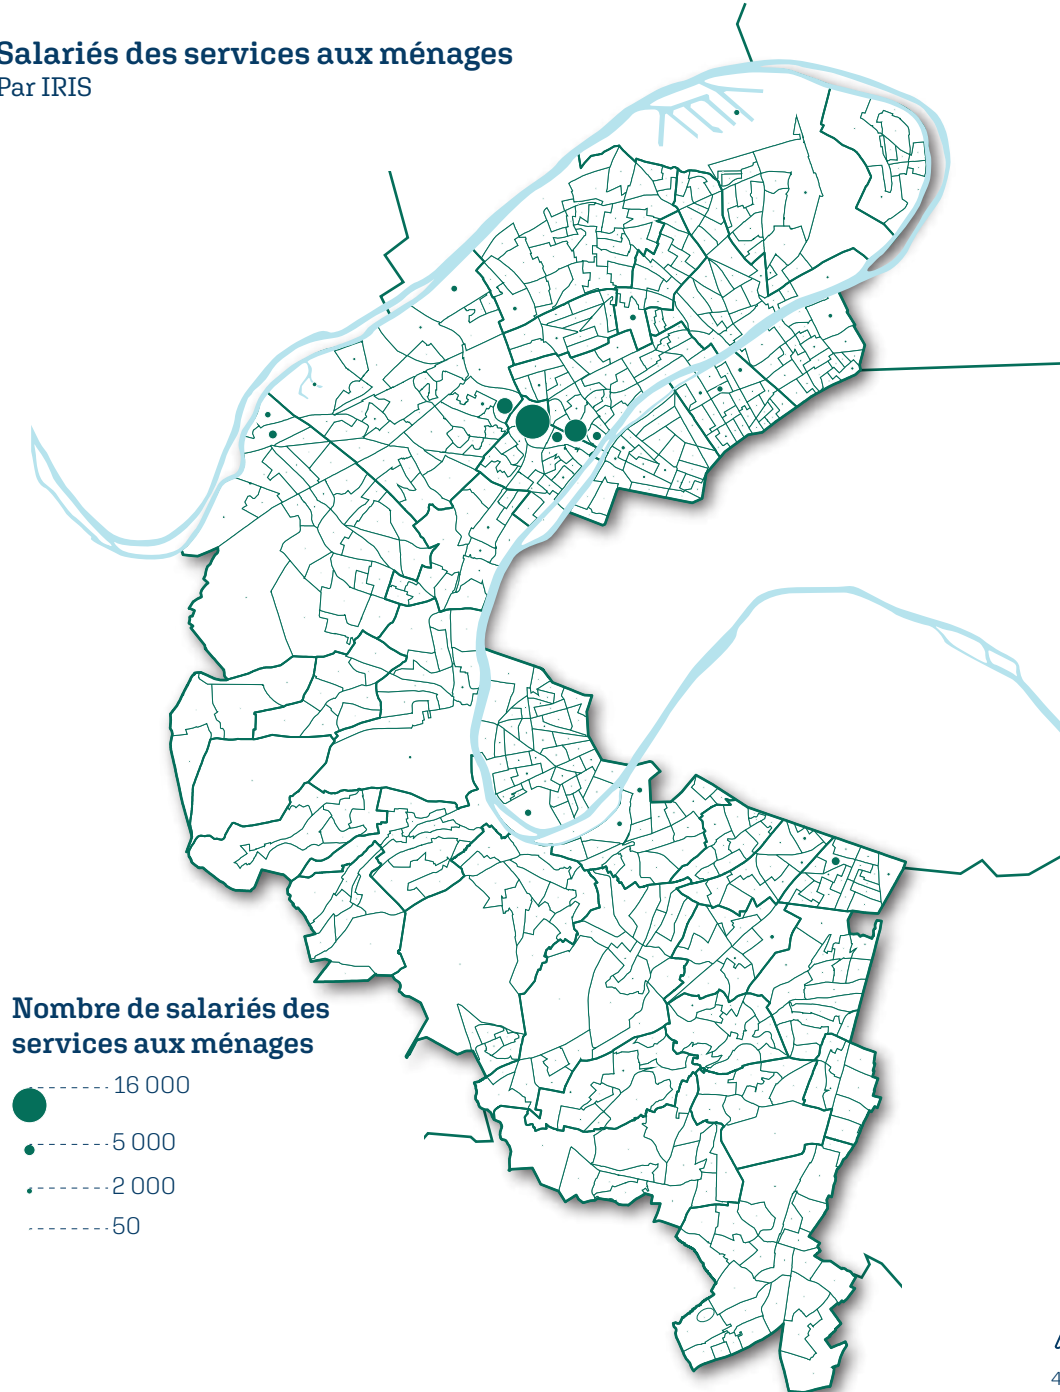 Salariés des services aux ménages
Par IRIS
Nombre de salariés des
services aux ménages
16 000
5 000
2 000
50
4